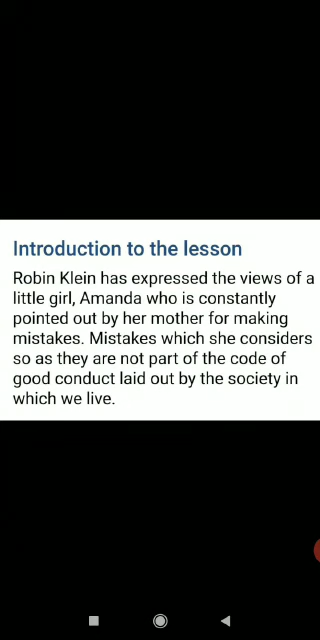 Introduction to the lesson
Robin Klein has expressed the views of a
little girl, Amanda who is constantly
pointed out by her mother for making
mistakes. Mistakes which she considers
so as they are not part of the code of
good conduct laid out by the society in
which we live.